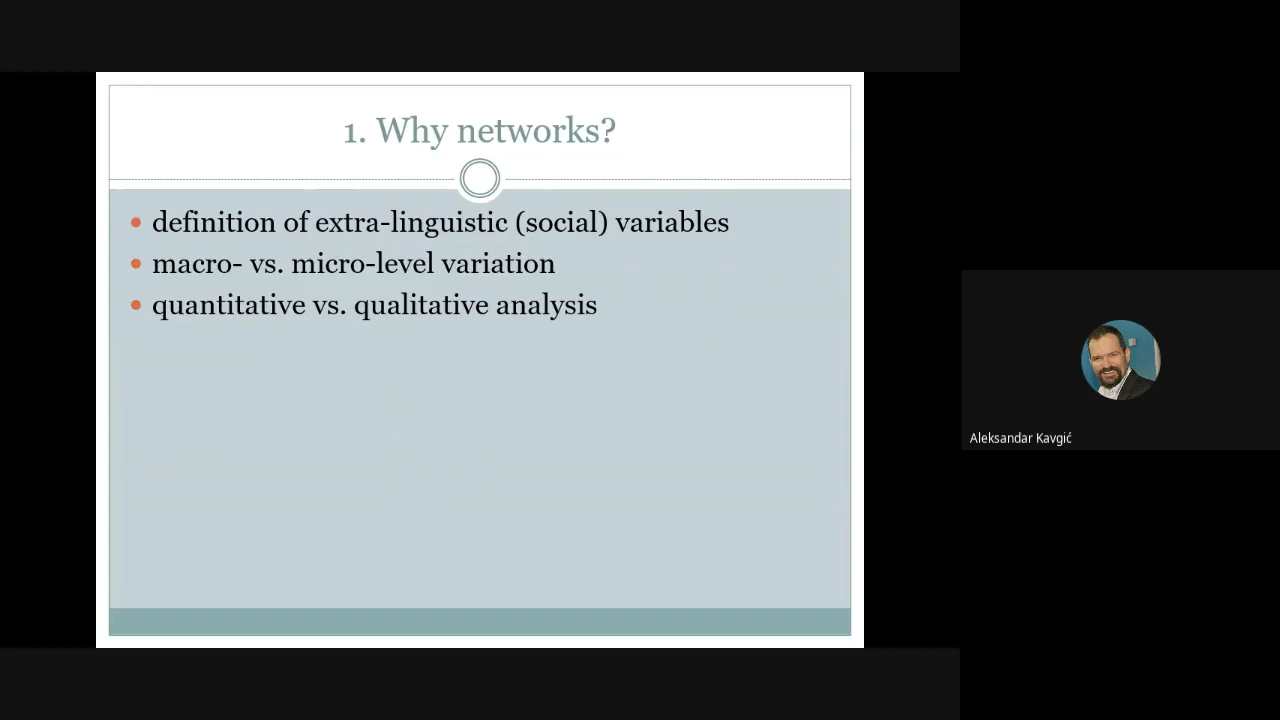 1. Why networks?
definition of extra-linguistic (social) variables
macro- vs. micro-level variation
quantitative vs. qualitative analysis
Aleksandar Kavgić